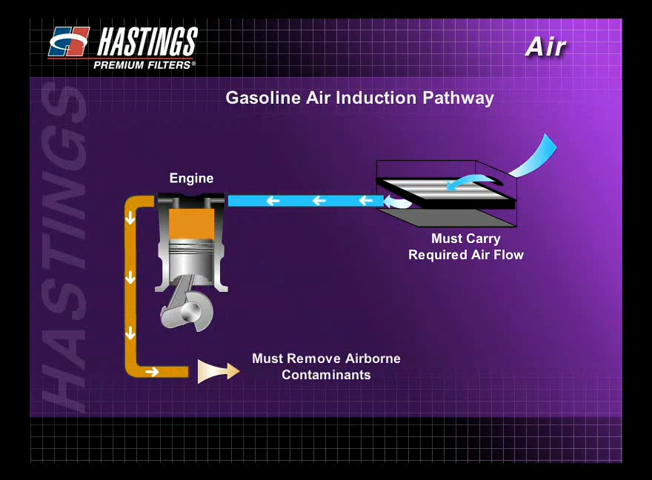 HASTINGS
PREMIUM FILTERS®
Air
Gasoline Air Induction Pathway
HASTINGS
Engine
Must Carry
Required Air Flow
Must Remove Airborne
Contaminants